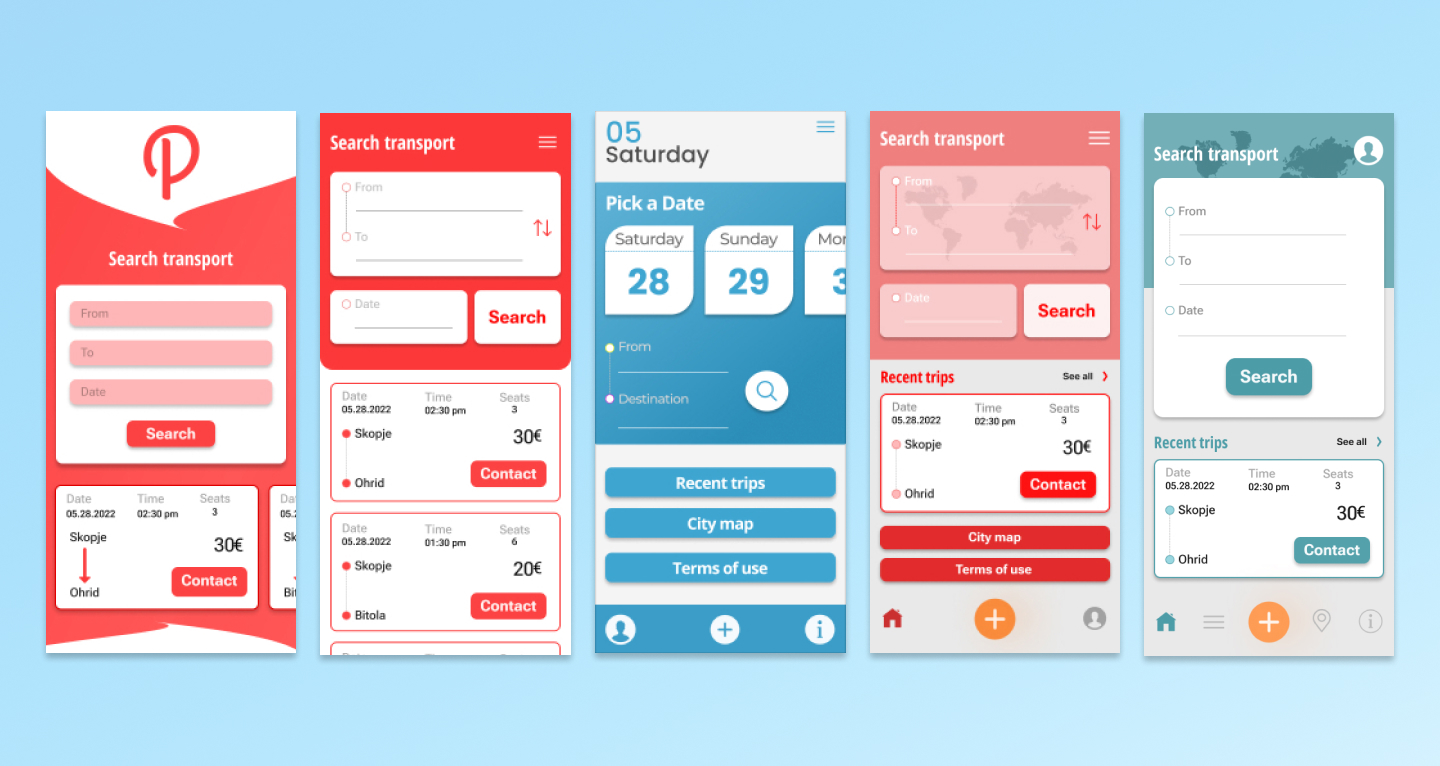 Search transport
From
To
Date
Search
Date Time Seats
05.28.2022 02:30 pm 3
Skopje
30€
Contact
Ohrid
Search transport
From
To
Date
Search
Date Time Seats
05.28.2022 02:30 pm 3
Skopje
30€
Contact
Ohrid
Date Time Seats
05.28.2022 01:30 pm 6
Skopje
20€
Contact
Bitola
05
Saturday
Pick a Date
Saturday Sunday
28 29
From
Destination
Recent trips
City map
Terms of use
Search transport
From
To
Date
Search
Recent trips See all
Date Time Seats
05.28.2022 02:30 pm 3
Skopje
30€
Contact
Ohrid
City map
Terms of use
Search transport
From
To
Date
Search
Recent trips See all
Date Time Seats
05.28.2022 02:30 pm 3
Skopje
30€
Contact
Ohrid